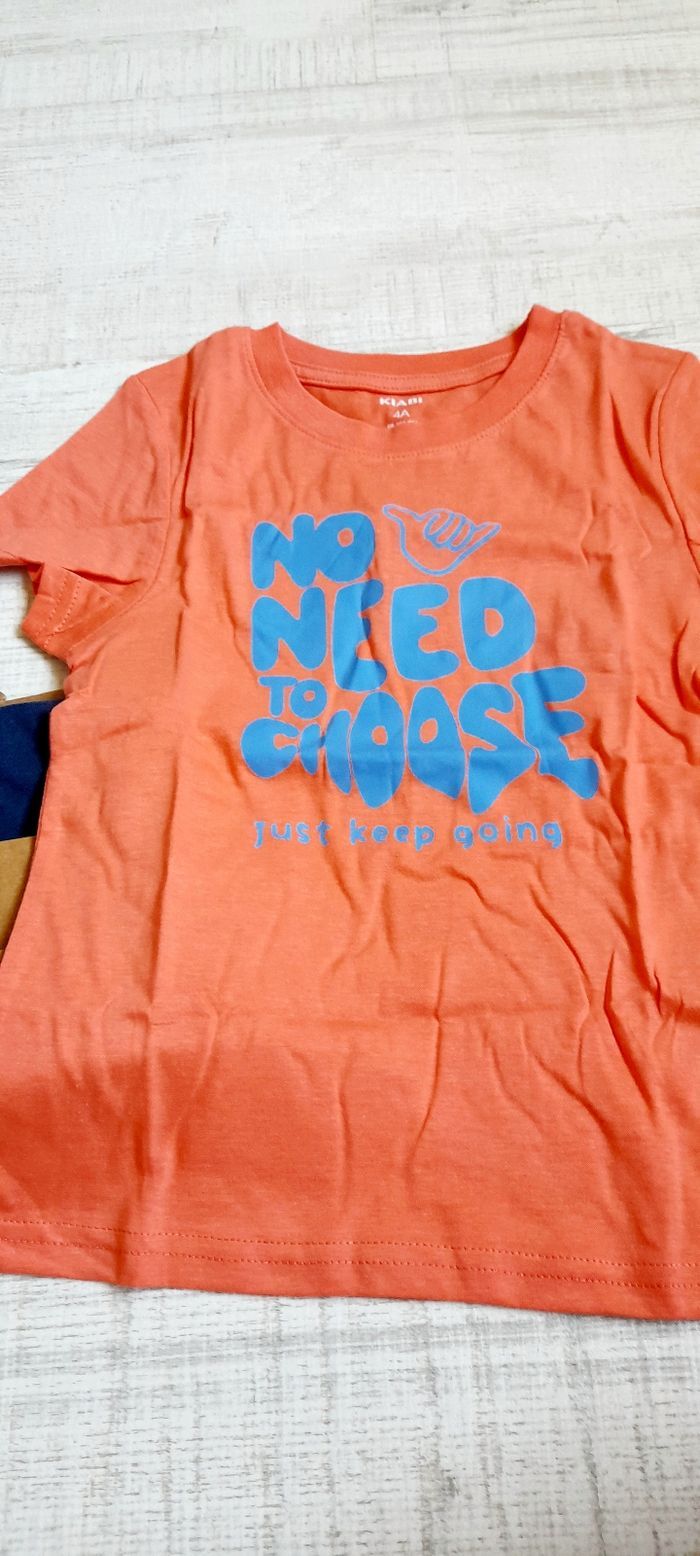 KIABI
4A
NO
NEED
TO
CHOOSE
just keep going